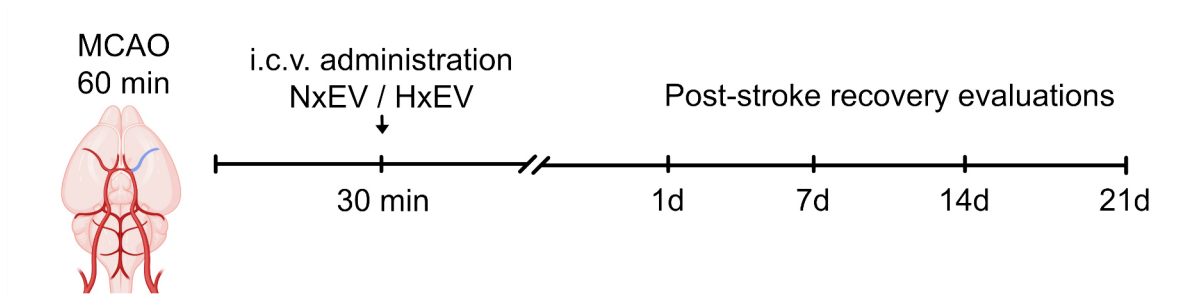 MCAO
60 min
i.c.v. administration
NxEV / HxEV
Post-stroke recovery evaluations
30 min
1d
7d
14d
21d